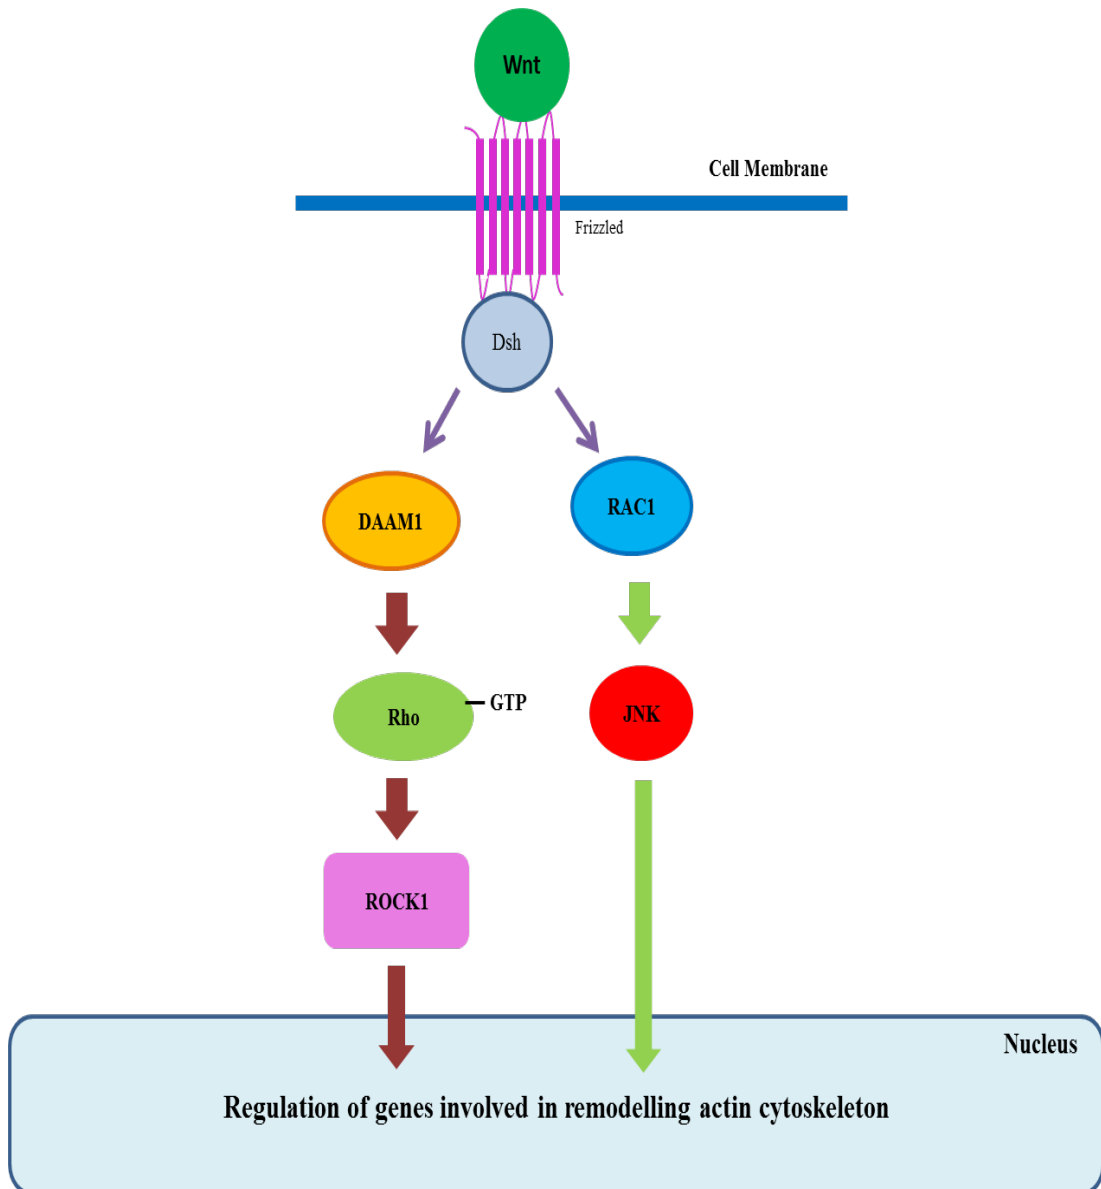 Wnt
Cell Membrane
Frizzled
Dsh
DAAM1
RAC1
Rho
GTP
JNK
ROCK1
Nucleus
Regulation of genes involved in remodelling actin cytoskeleton